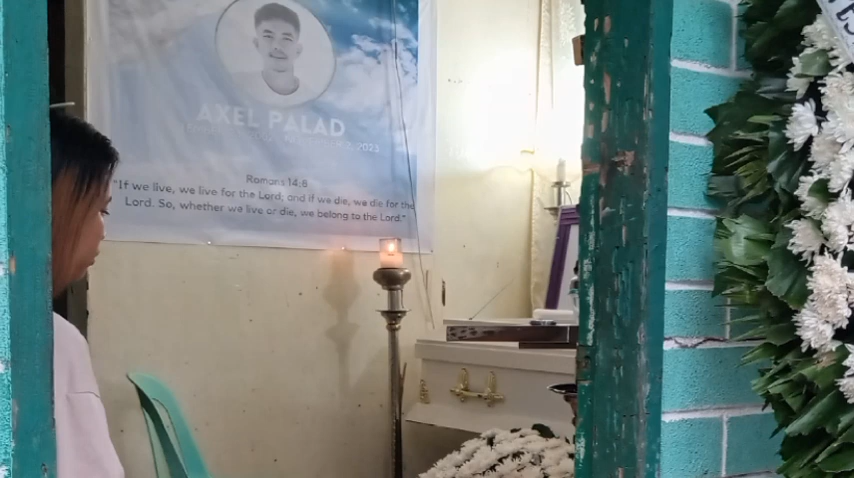 AXEL PALAD
2023
Romans 14:8
"If we live, we live for the Lord; and if we die, we die for the
Lord. So, whether we live or die, we belong to the Lord."